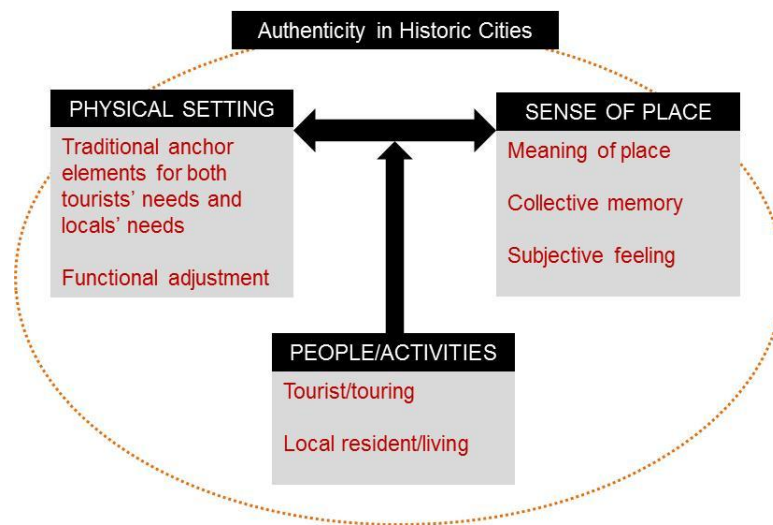 Authenticity in Historic Cities
PHYSICAL SETTING
Traditional anchor
elements for both
tourists’ needs and
locals’ needs
Functional adjustment
SENSE OF PLACE
Meaning of place
Collective memory
Subjective feeling
PEOPLE/ACTIVITIES
Tourist/touring
Local resident/living